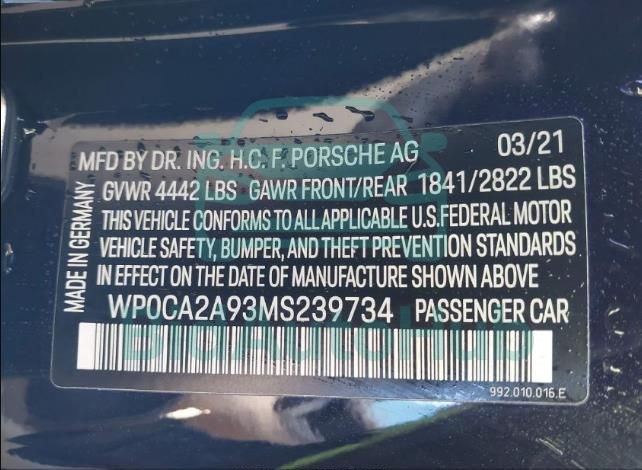 MFD BY DR. ING. H.C. F. PORSCHE AG 03/21
GVWR 4442 LBS GAWR FRONT/REAR 1841/2822 LBS
THIS VEHICLE CONFORMS TO ALL APPLICABLE U.S.FEDERAL MOTOR
VEHICLE SAFETY, BUMPER, AND THEFT PREVENTION STANDARDS
IN EFFECT ON THE DATE OF MANUFACTURE SHOWN ABOVE
WP0CA2A93MS239734 PASSENGER CAR
MADE IN GERMANY
992.010.016.E